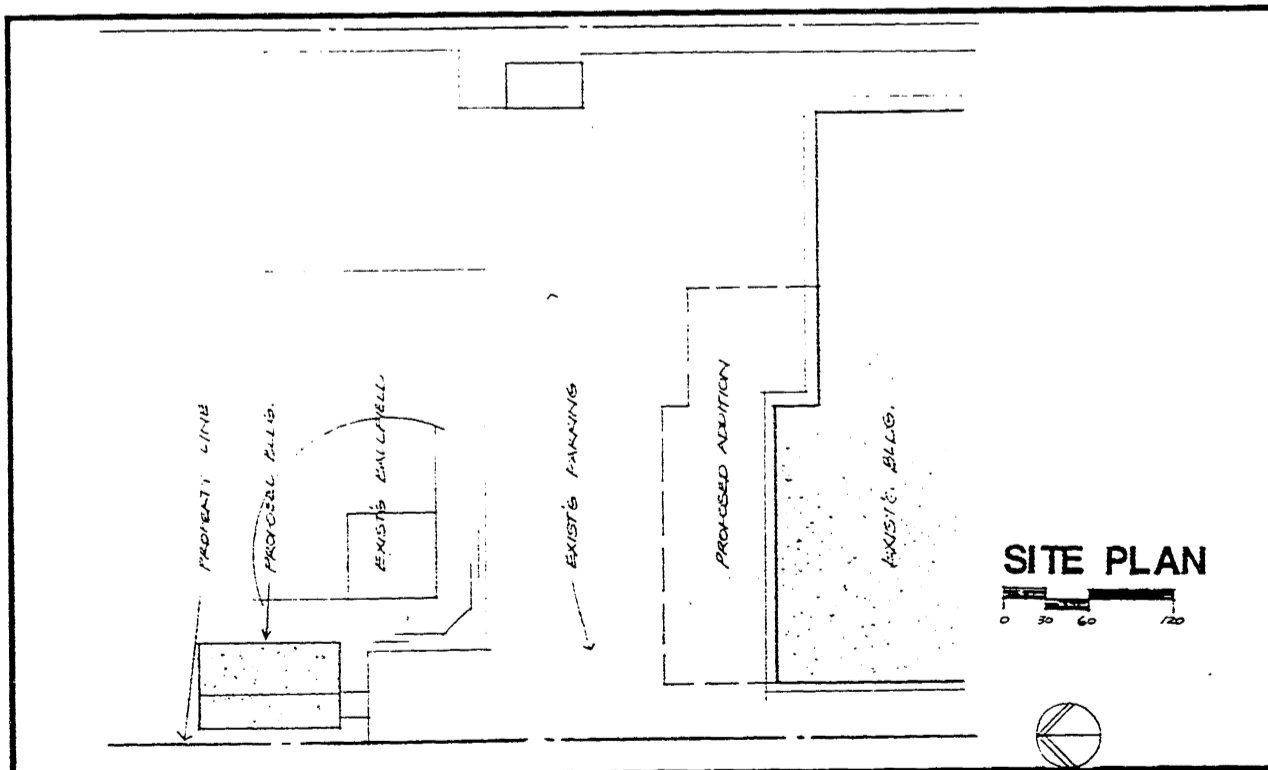 PROPERTY LINE
PROPOSED BLDG.
EXIST'G BALLFIELD
EXIST'G PARKING
PROPOSED ADDITION
EXIST'G. BLDG.
SITE PLAN
0 30 60 120